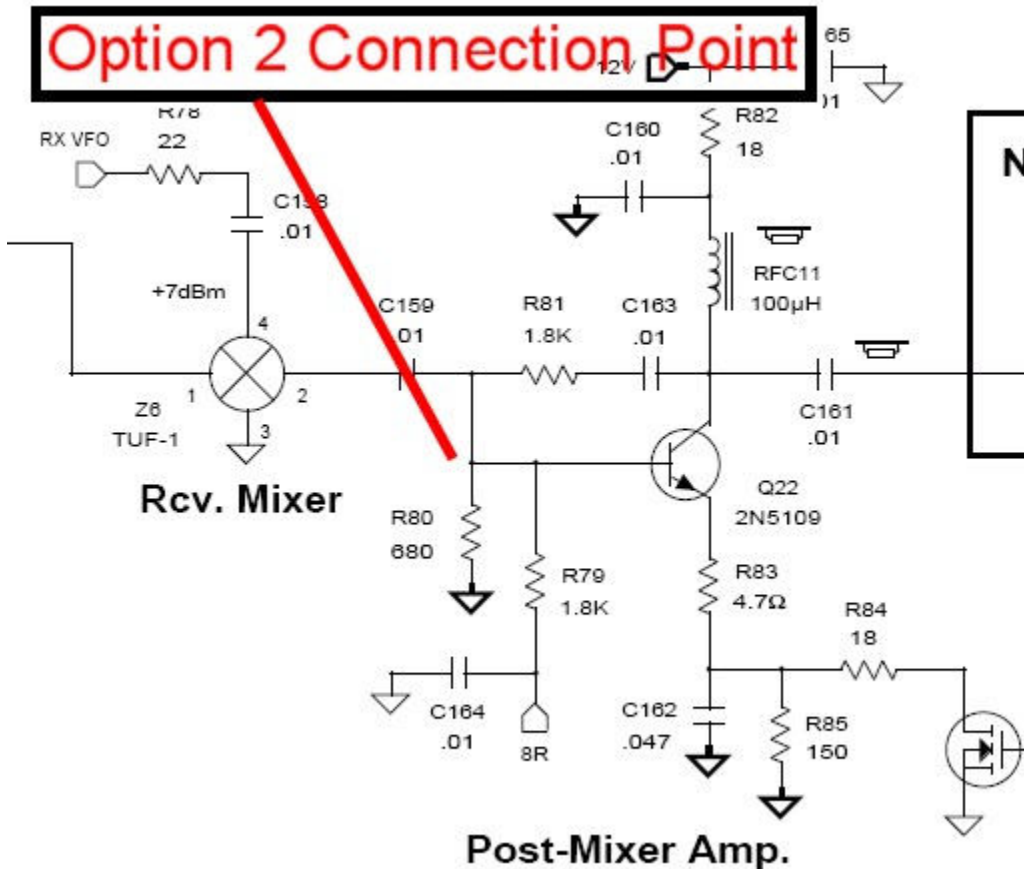 Option 2 Connection Point
12V
65
01
R78
22
RX VFO
C158
.01
+7dBm
4
1
2
3
Z6
TUF-1
Rcv. Mixer
C160
.01
R82
18
RFC11
100µH
C159
.01
R81
1.8K
C163
.01
C161
.01
Q22
2N5109
R80
680
R79
1.8K
R83
4.7Ω
R84
18
C164
.01
8R
C162
.047
R85
150
Post-Mixer Amp.
N